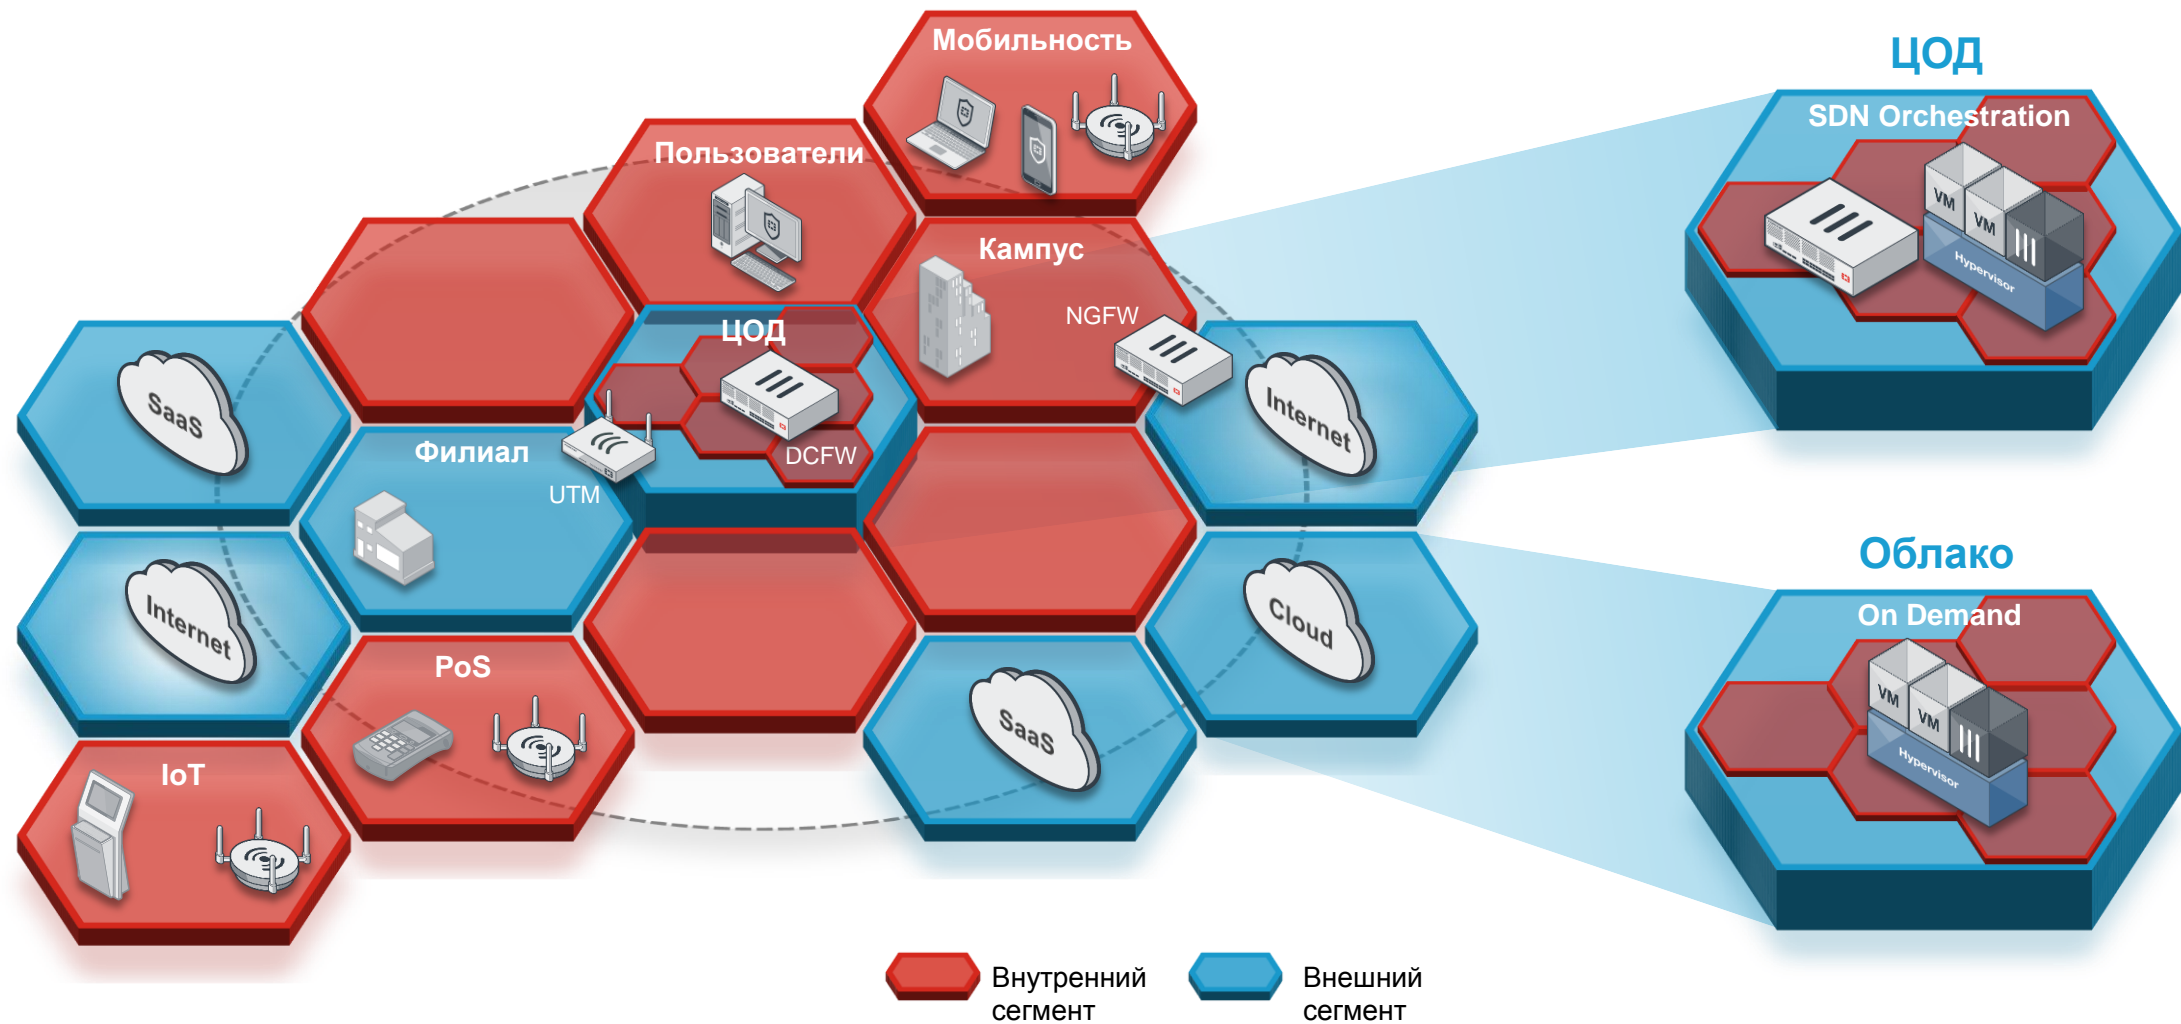 Мобильность
ЦОД
SDN Orchestration
Пользователи
VM
VM
Hypervisor
Кампус
NGFW
ЦОД
SaaS
Internet
Филиал
DCFW
UTM
Облако
On Demand
Internet
Cloud
PoS
VM
VM
SaaS
Hypervisor
IoT
Внутренний
сегмент
Внешний
сегмент